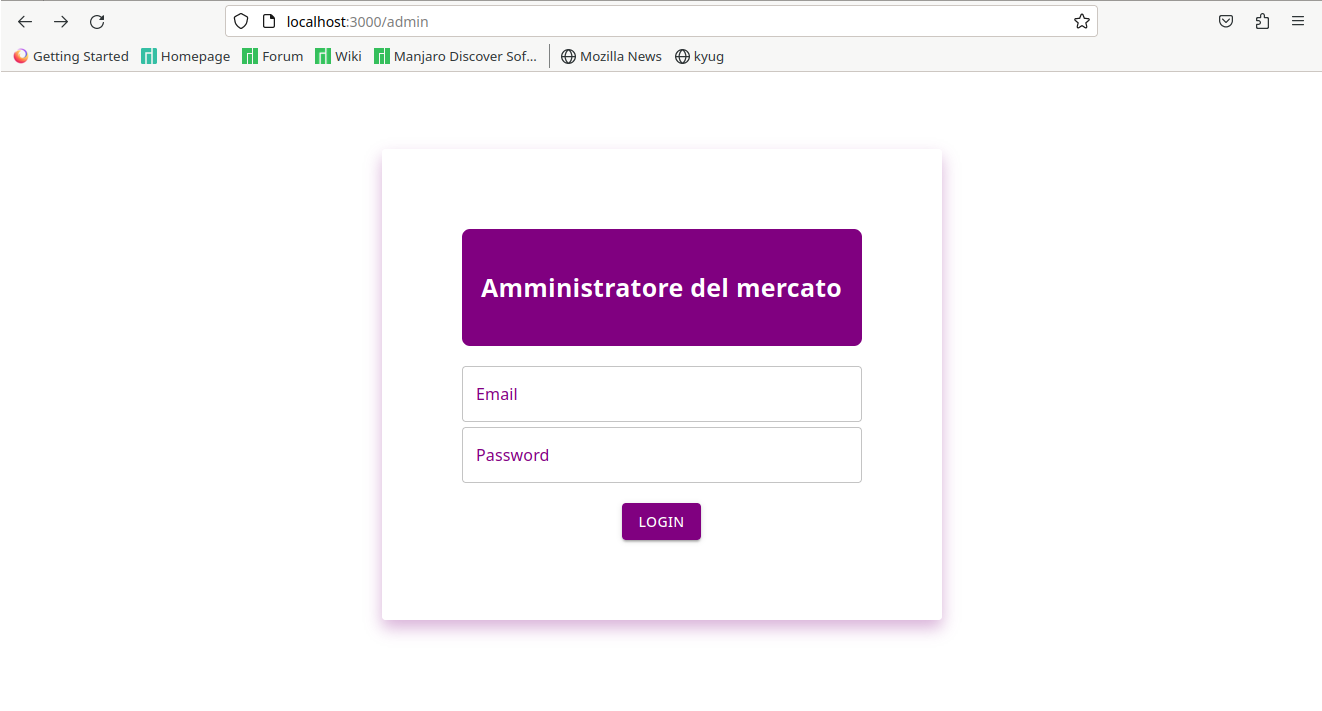 localhost:3000/admin
Getting Started Homepage Forum Wiki Manjaro Discover Sof... Mozilla News kyug
Amministratore del mercato
Email
Password
LOGIN